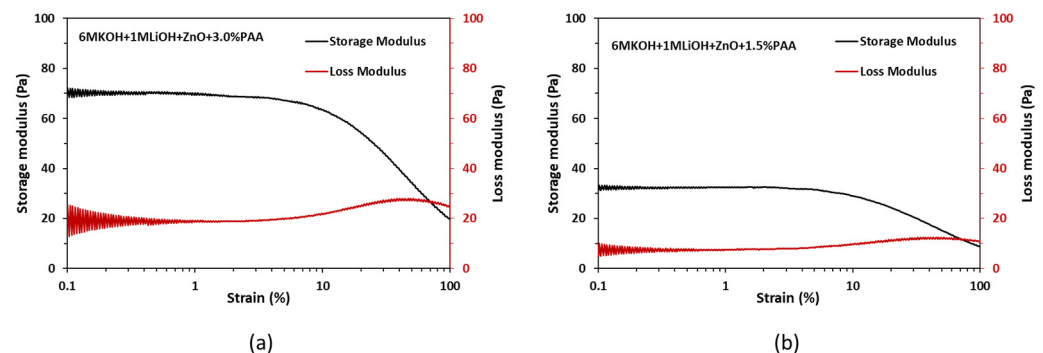 100
80
60
40
20
0
Storage modulus (Pa)
6MKOH+1MLiOH+ZnO+3.0%PAA
Storage Modulus
Loss Modulus
100
80
60
40
20
0
Loss modulus (Pa)
0.1
1
10
100
Strain (%)
(a)
100
80
60
40
20
0
Storage modulus (Pa)
6MKOH+1MLiOH+ZnO+1.5%PAA
Storage Modulus
Loss Modulus
100
80
60
40
20
0
Loss modulus (Pa)
0.1
1
10
100
Strain (%)
(b)